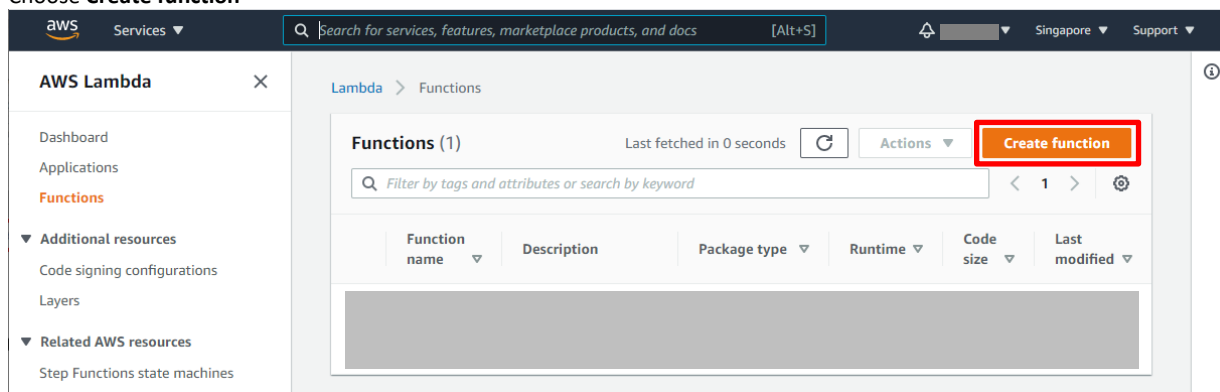 Choose Create function
aws Services ▼ Search for services, features, marketplace products, and docs [Alt+S] Singapore ▼ Support ▼
AWS Lambda
Lambda > Functions
Dashboard
Applications
Functions
Additional resources
Code signing configurations
Layers
Related AWS resources
Step Functions state machines
Functions (1) Last fetched in 0 seconds Actions ▼ Create function
Filter by tags and attributes or search by keyword < 1 >
Function name Description Package type Runtime Code size Last modified